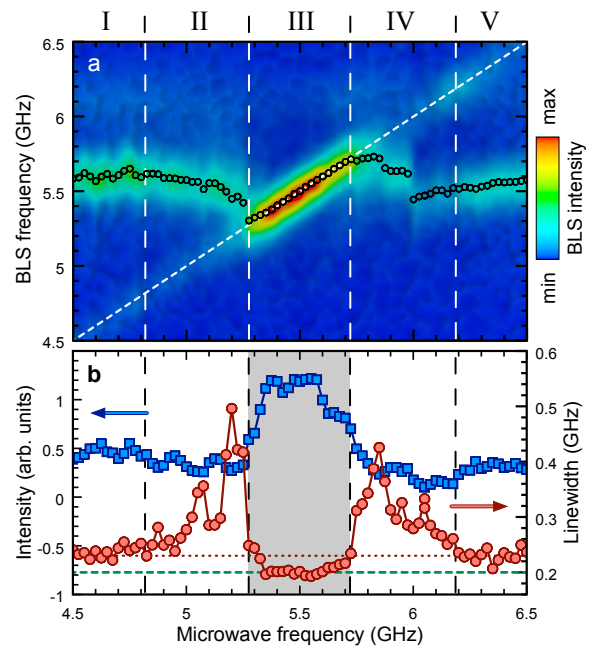 I II III IV V
a
6.5
6
5.5
5
4.5
BLS frequency (GHz)
max
BLS intensity
min
b
1
0.5
0
-0.5
-1
Intensity (arb. units)
0.6
0.5
0.4
0.3
0.2
Linewidth (GHz)
4.5 5 5.5 6 6.5
Microwave frequency (GHz)